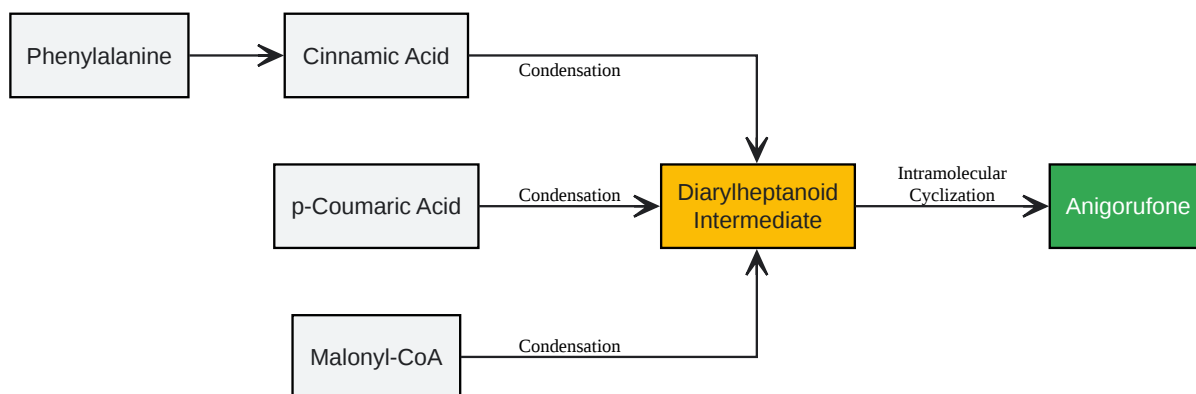 Phenylalanine
Cinnamic Acid
Condensation
p-Coumaric Acid
Condensation
Diarylheptanoid
Intermediate
Intramolecular
Cyclization
Anigorufone
Malonyl-CoA
Condensation